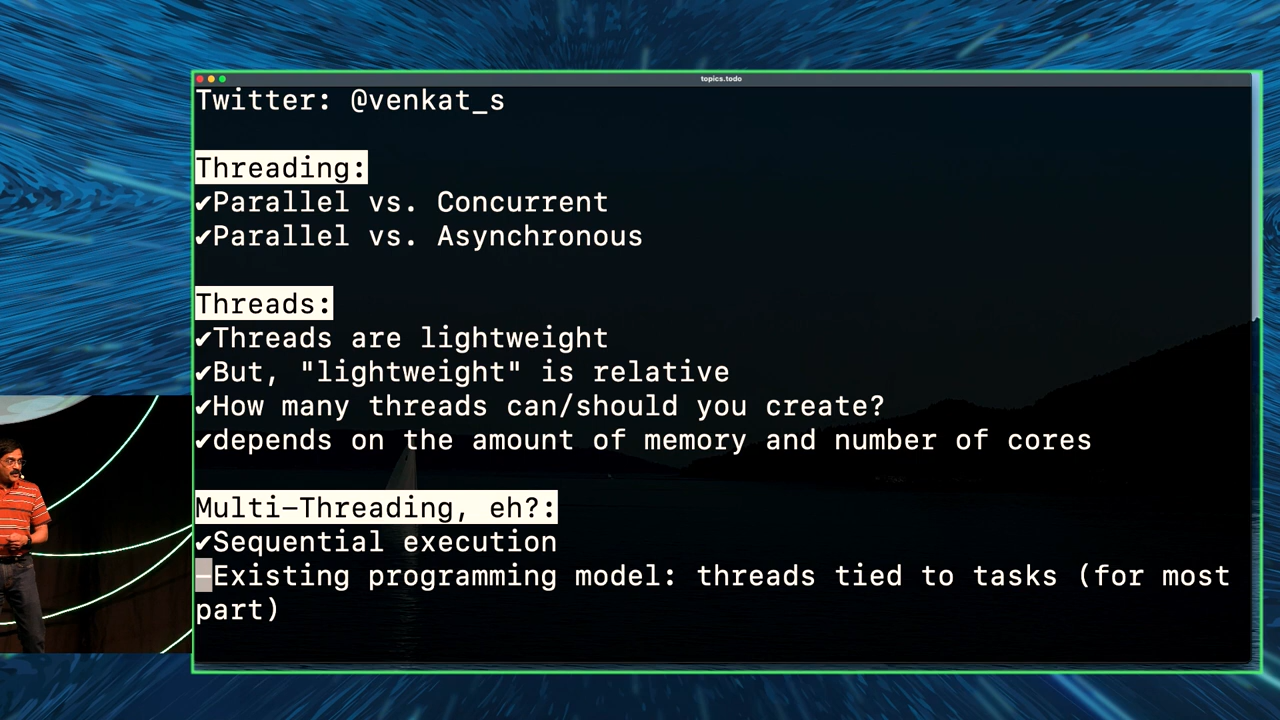 topics.todo
Twitter: @venkat_s
Threading:
✔Parallel vs. Concurrent
✔Parallel vs. Asynchronous
Threads:
✔Threads are lightweight
✔But, "lightweight" is relative
✔How many threads can/should you create?
✔depends on the amount of memory and number of cores
Multi-Threading, eh?:
✔Sequential execution
-Existing programming model: threads tied to tasks (for most
part)